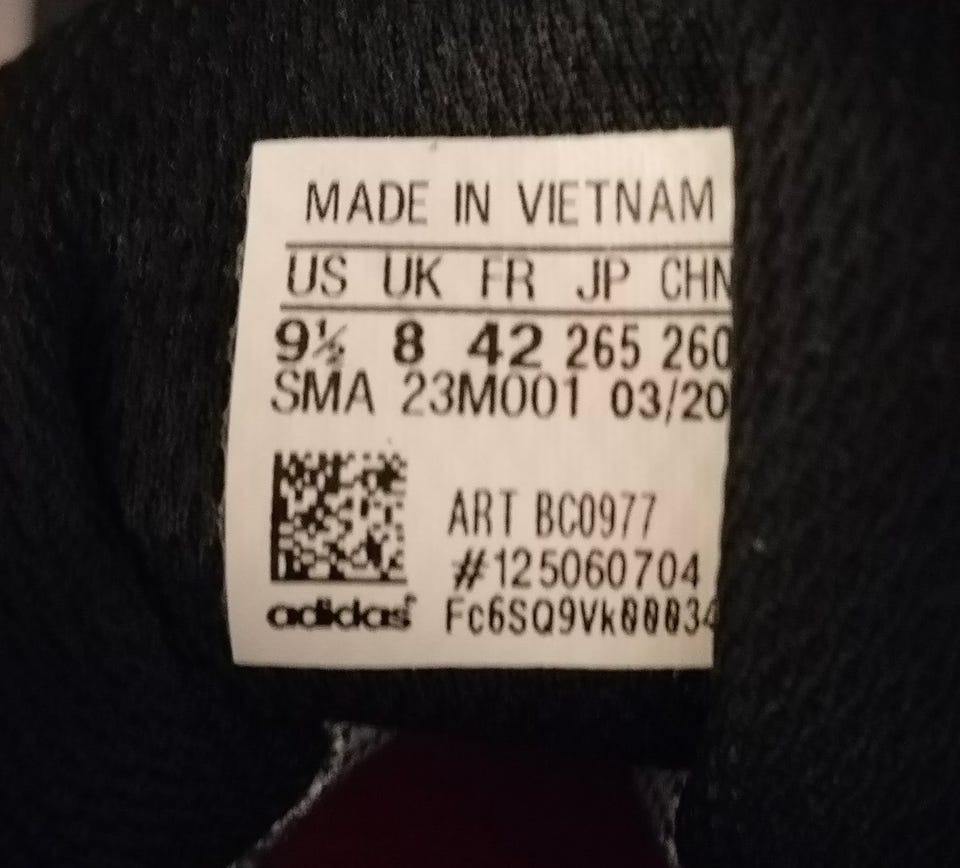 MADE IN VIETNAM
US UK FR JP CHN
9½ 8 42 265 260
SMA 23M001 03/20
ART BC0977
#125060704
adidas Fc6SQ9Vk00034